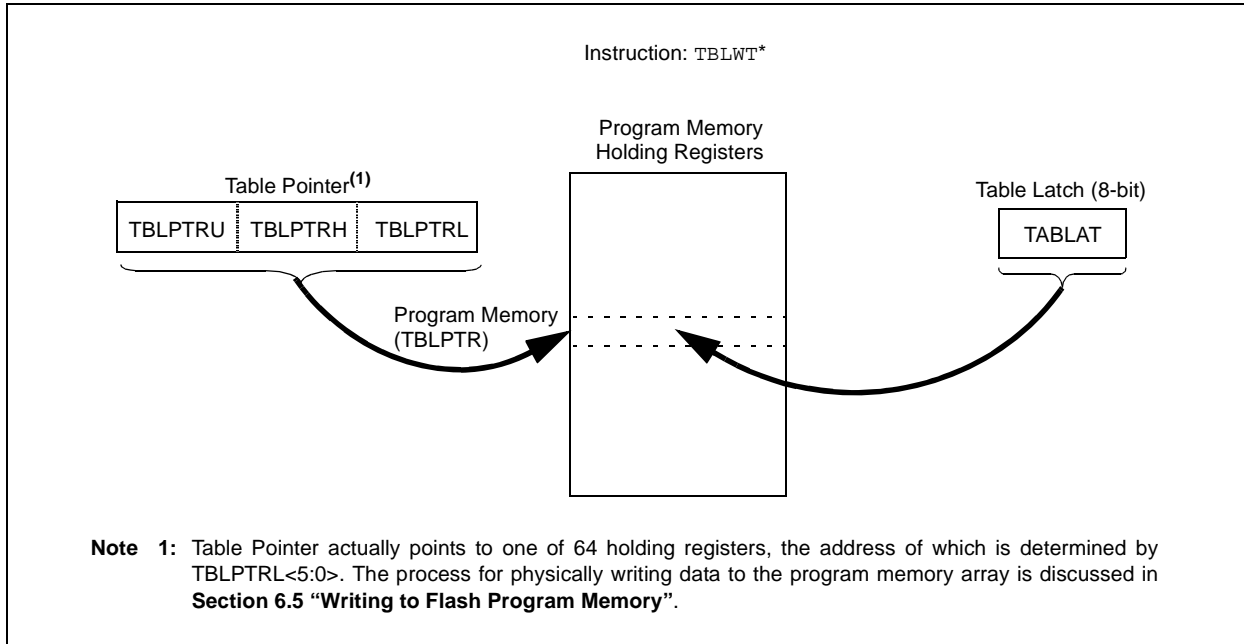 Instruction: TBLWT*
Program Memory
Holding Registers
Table Pointer(1)
Table Latch (8-bit)
TBLPTRU TBLPTRH TBLPTRL
TABLAT
Program Memory
(TBLPTR)
Note 1: Table Pointer actually points to one of 64 holding registers, the address of which is determined by
TBLPTRL<5:0>. The process for physically writing data to the program memory array is discussed in
Section 6.5 “Writing to Flash Program Memory”.